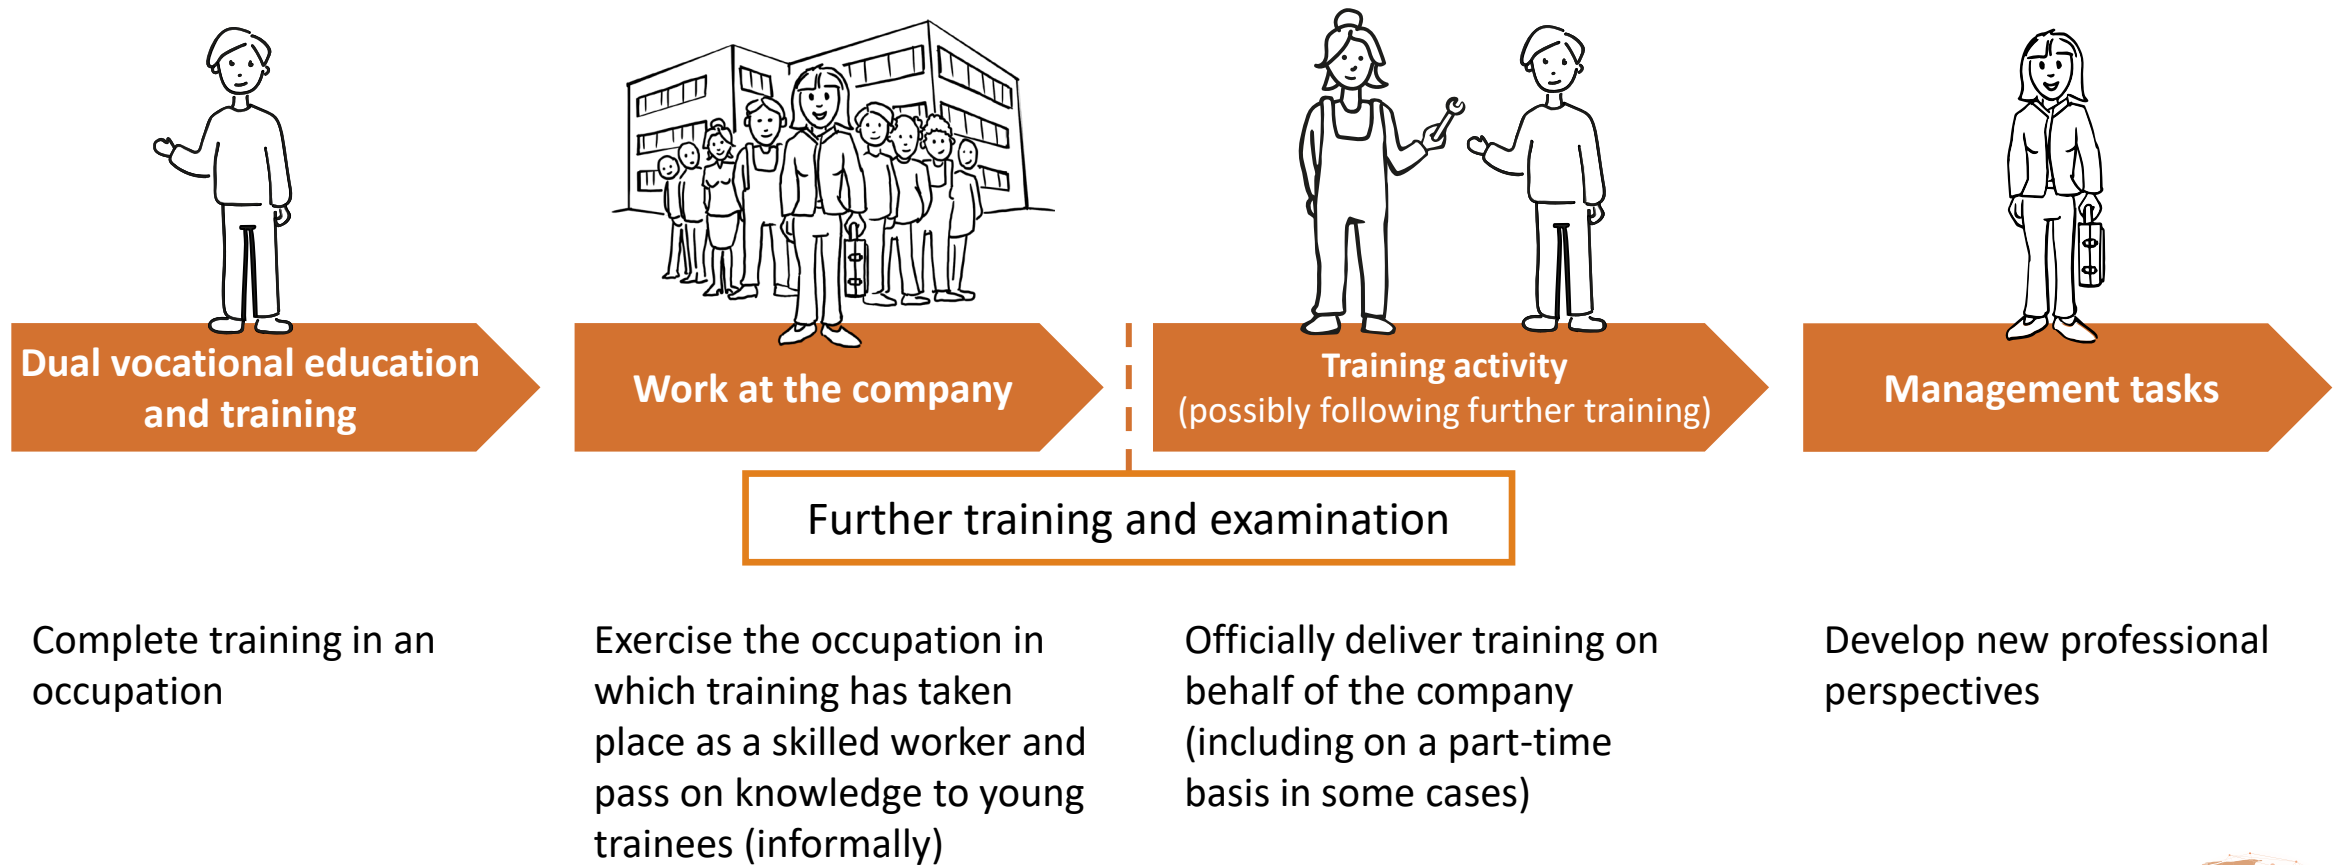 Dual vocational education
and training
Work at the company
Training activity
(possibly following further training)
Management tasks
Further training and examination
Complete training in an
occupation
Exercise the occupation in
which training has taken
place as a skilled worker and
pass on knowledge to young
trainees (informally)
Officially deliver training on
behalf of the company
(including on a part-time
basis in some cases)
Develop new professional
perspectives